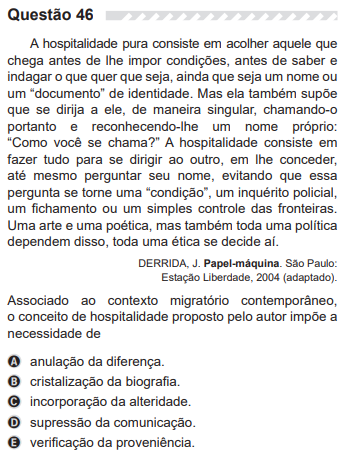 Questão 46
A hospitalidade pura consiste em acolher aquele que
chega antes de lhe impor condições, antes de saber e
indagar o que quer que seja, ainda que seja um nome ou
um “documento” de identidade. Mas ela também supõe
que se dirija a ele, de maneira singular, chamando-o
portanto e reconhecendo-lhe um nome próprio:
“Como você se chama?” A hospitalidade consiste em
fazer tudo para se dirigir ao outro, em lhe conceder,
até mesmo perguntar seu nome, evitando que essa
pergunta se torne uma “condição”, um inquérito policial,
um fichamento ou um simples controle das fronteiras.
Uma arte e uma poética, mas também toda uma política
dependem disso, toda uma ética se decide aí.
DERRIDA, J. Papel-máquina. São Paulo:
Estação Liberdade, 2004 (adaptado).
Associado ao contexto migratório contemporâneo,
o conceito de hospitalidade proposto pelo autor impõe a
necessidade de
A anulação da diferença.
B cristalização da biografia.
C incorporação da alteridade.
D supressão da comunicação.
E verificação da proveniência.